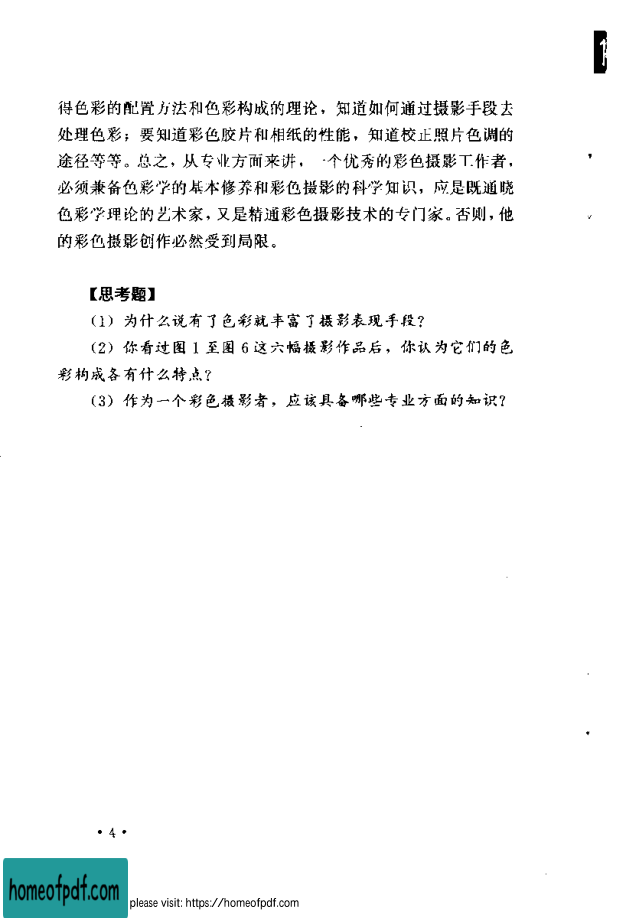 得色彩的配置方法和色彩构成的理论，知道如何通过摄影手段去
处理色彩；要知道彩色胶片和相纸的性能，知道校正照片色调的
途径等等。总之，从专业方面来讲，一个优秀的彩色摄影工作者，
必须兼备色彩学的基本修养和彩色摄影的科学知识，应是既通晓
色彩学理论的艺术家，又是精通彩色摄影技术的专门家。否则，他
的彩色摄影创作必然受到局限。
【思考题】
（1）为什么说有了色彩就丰富了摄影表现手段？
（2）你看过图 1 至图 6 这六幅摄影作品后，你认为它们的色
彩构成各有什么特点？
（3）作为一个彩色摄影者，应该具备哪些专业方面的知识？
• 4 •
homeofpdf.com
please visit: https://homeofpdf.com